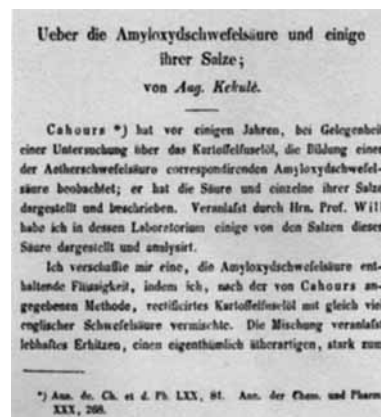 Ueber die Amyloxydschwefelsäure und einige
ihrer Salze;
von Aug. Kekulé.
Cahours *) hat vor einigen Jahren, bei Gelegenheit
einer Untersuchung über das Kartoffelfuselöl, die Bildung einer
der Aetherschwefelsäure correspondirenden Amyloxydschwefel-
säure beobachtet; er hat die Säure und einzelne ihrer Salze
dargestellt und beschrieben. Veranlafst durch Hrn. Prof. Will
habe ich in dessen Laboratorium einige von den Salzen dieser
Säure dargestellt und analysirt.
Ich verschaffte mir eine, die Amyloxydschwefelsäure ent-
haltende Flüssigkeit, indem ich, nach der von Cahours an-
gegebenen Methode, rectificirtes Kartoffelfuselöl mit gleich viel
englischer Schwefelsäure vermischte. Die Mischung veranlafst
lebhaftes Erhitzen, einen eigenthümlich ätherartigen, stark zum
*) Ann. de. Ch. et d. Ph. LXX, 81. Ann. der Chem. und Pharm
XXX, 288.